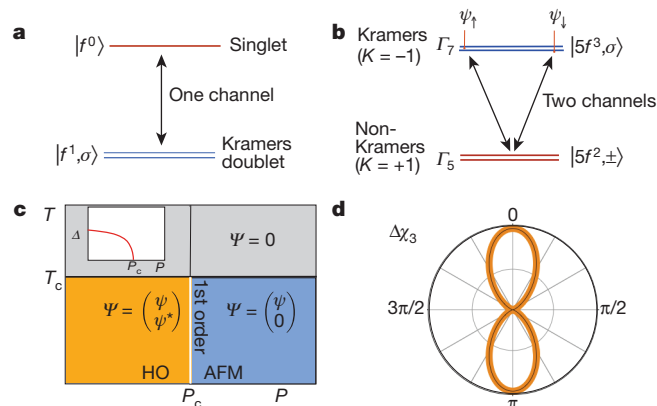 a
|f⁰⟩
Singlet
One channel
|f¹,σ⟩
Kramers
doublet
b
ψ↑
ψ↓
Kramers
(K = –1)
Γ₇
|5f³,σ⟩
Two channels
Non-
Kramers
(K = +1)
Γ₅
|5f²,±⟩
c
T
Δ
P_c
P
Ψ = 0
T_c
Ψ = (ψ
ψ*)
1st order
Ψ = (ψ
0)
HO
AFM
P_c
P
d
Δχ₃
0
3π/2
π/2
π